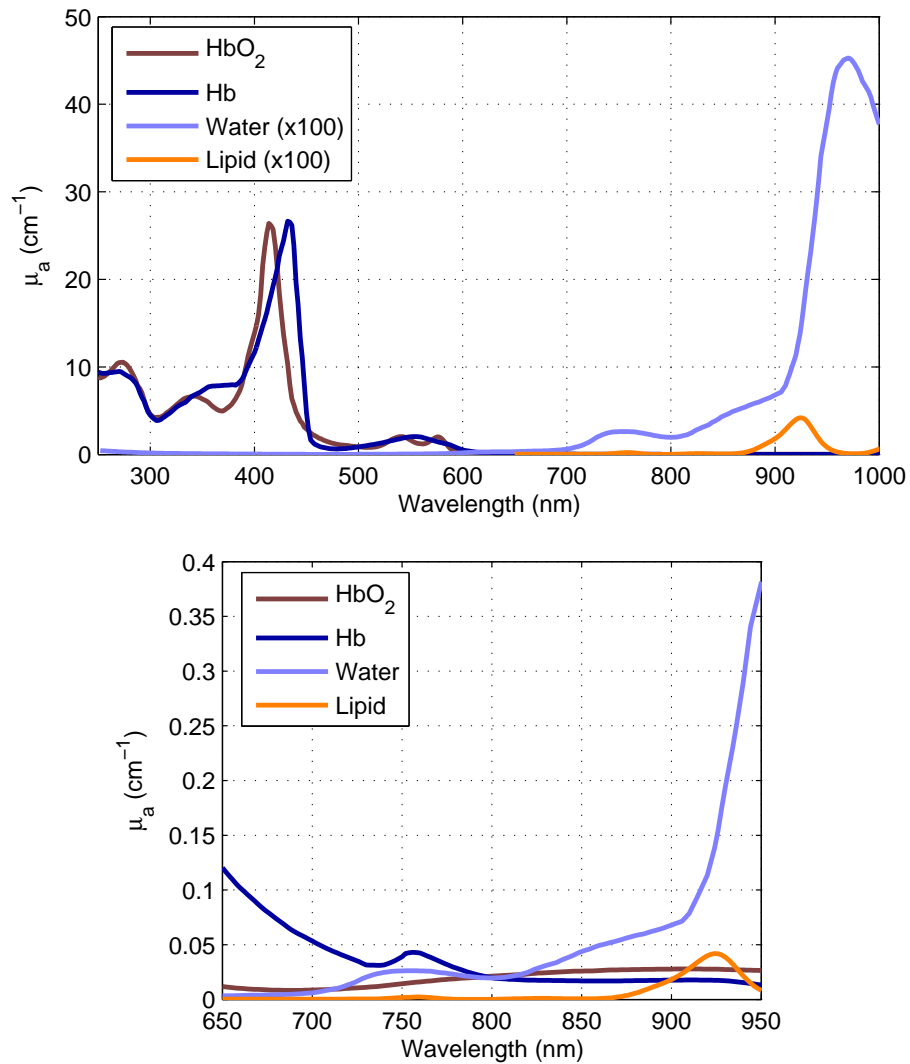 50
40
30
20
10
0
μa (cm−1)
HbO2
Hb
Water (x100)
Lipid (x100)
300 400 500 600 700 800 900 1000
Wavelength (nm)
0.4
0.35
0.3
0.25
0.2
0.15
0.1
0.05
0
μa (cm−1)
HbO2
Hb
Water
Lipid
650 700 750 800 850 900 950
Wavelength (nm)